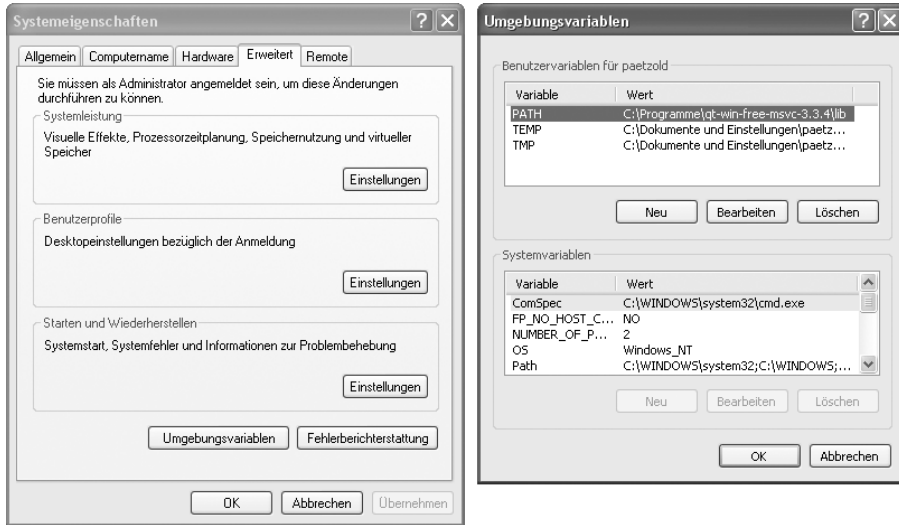 Systemeigenschaften
Allgemein Computername Hardware Erweitert Remote
Sie müssen als Administrator angemeldet sein, um diese Änderungen
durchführen zu können.
Systemleistung
Visuelle Effekte, Prozessorzeitplanung, Speichernutzung und virtueller
Speicher
Einstellungen
Benutzerprofile
Desktopeinstellungen bezüglich der Anmeldung
Einstellungen
Starten und Wiederherstellen
Systemstart, Systemfehler und Informationen zur Problembehebung
Einstellungen
Umgebungsvariablen Fehlerberichterstattung
OK Abbrechen Übernehmen
Umgebungsvariablen
Benutzervariablen für paetzold
Variable Wert
PATH C:\Programme\qt-win-free-msvc-3.3.4\lib
TEMP C:\Dokumente und Einstellungen\paetz...
TMP C:\Dokumente und Einstellungen\paetz...
Neu Bearbeiten Löschen
Systemvariablen
Variable Wert
ComSpec C:\WINDOWS\system32\cmd.exe
FP_NO_HOST_C... NO
NUMBER_OF_P... 2
OS Windows_NT
Path C:\WINDOWS\system32;C:\WINDOWS;...
Neu Bearbeiten Löschen
OK Abbrechen